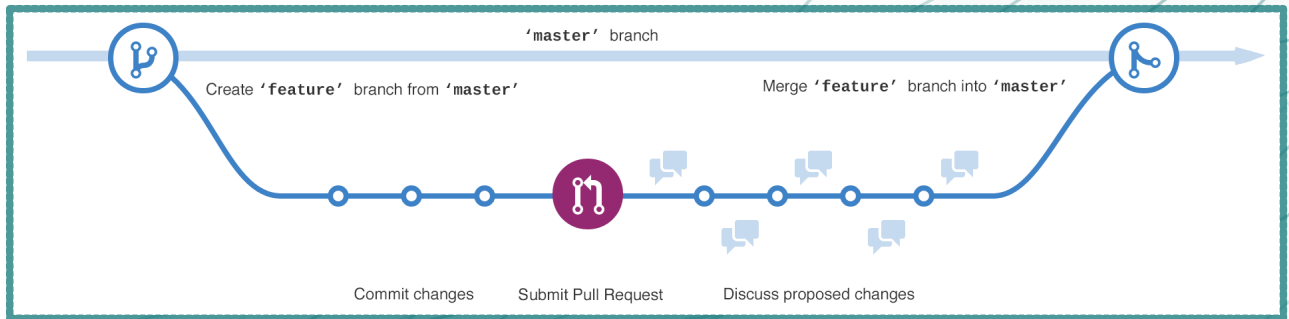 ‘master’ branch
Create ‘feature’ branch from ‘master’
Merge ‘feature’ branch into ‘master’
Commit changes
Submit Pull Request
Discuss proposed changes